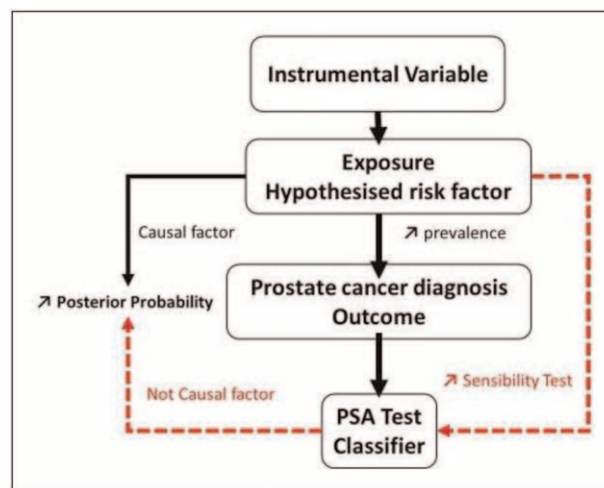 Instrumental Variable
Exposure
Hypothesised risk factor
Causal factor
↗ prevalence
↗ Posterior Probability
Prostate cancer diagnosis
Outcome
Not Causal factor
↗ Sensibility Test
PSA Test
Classifier